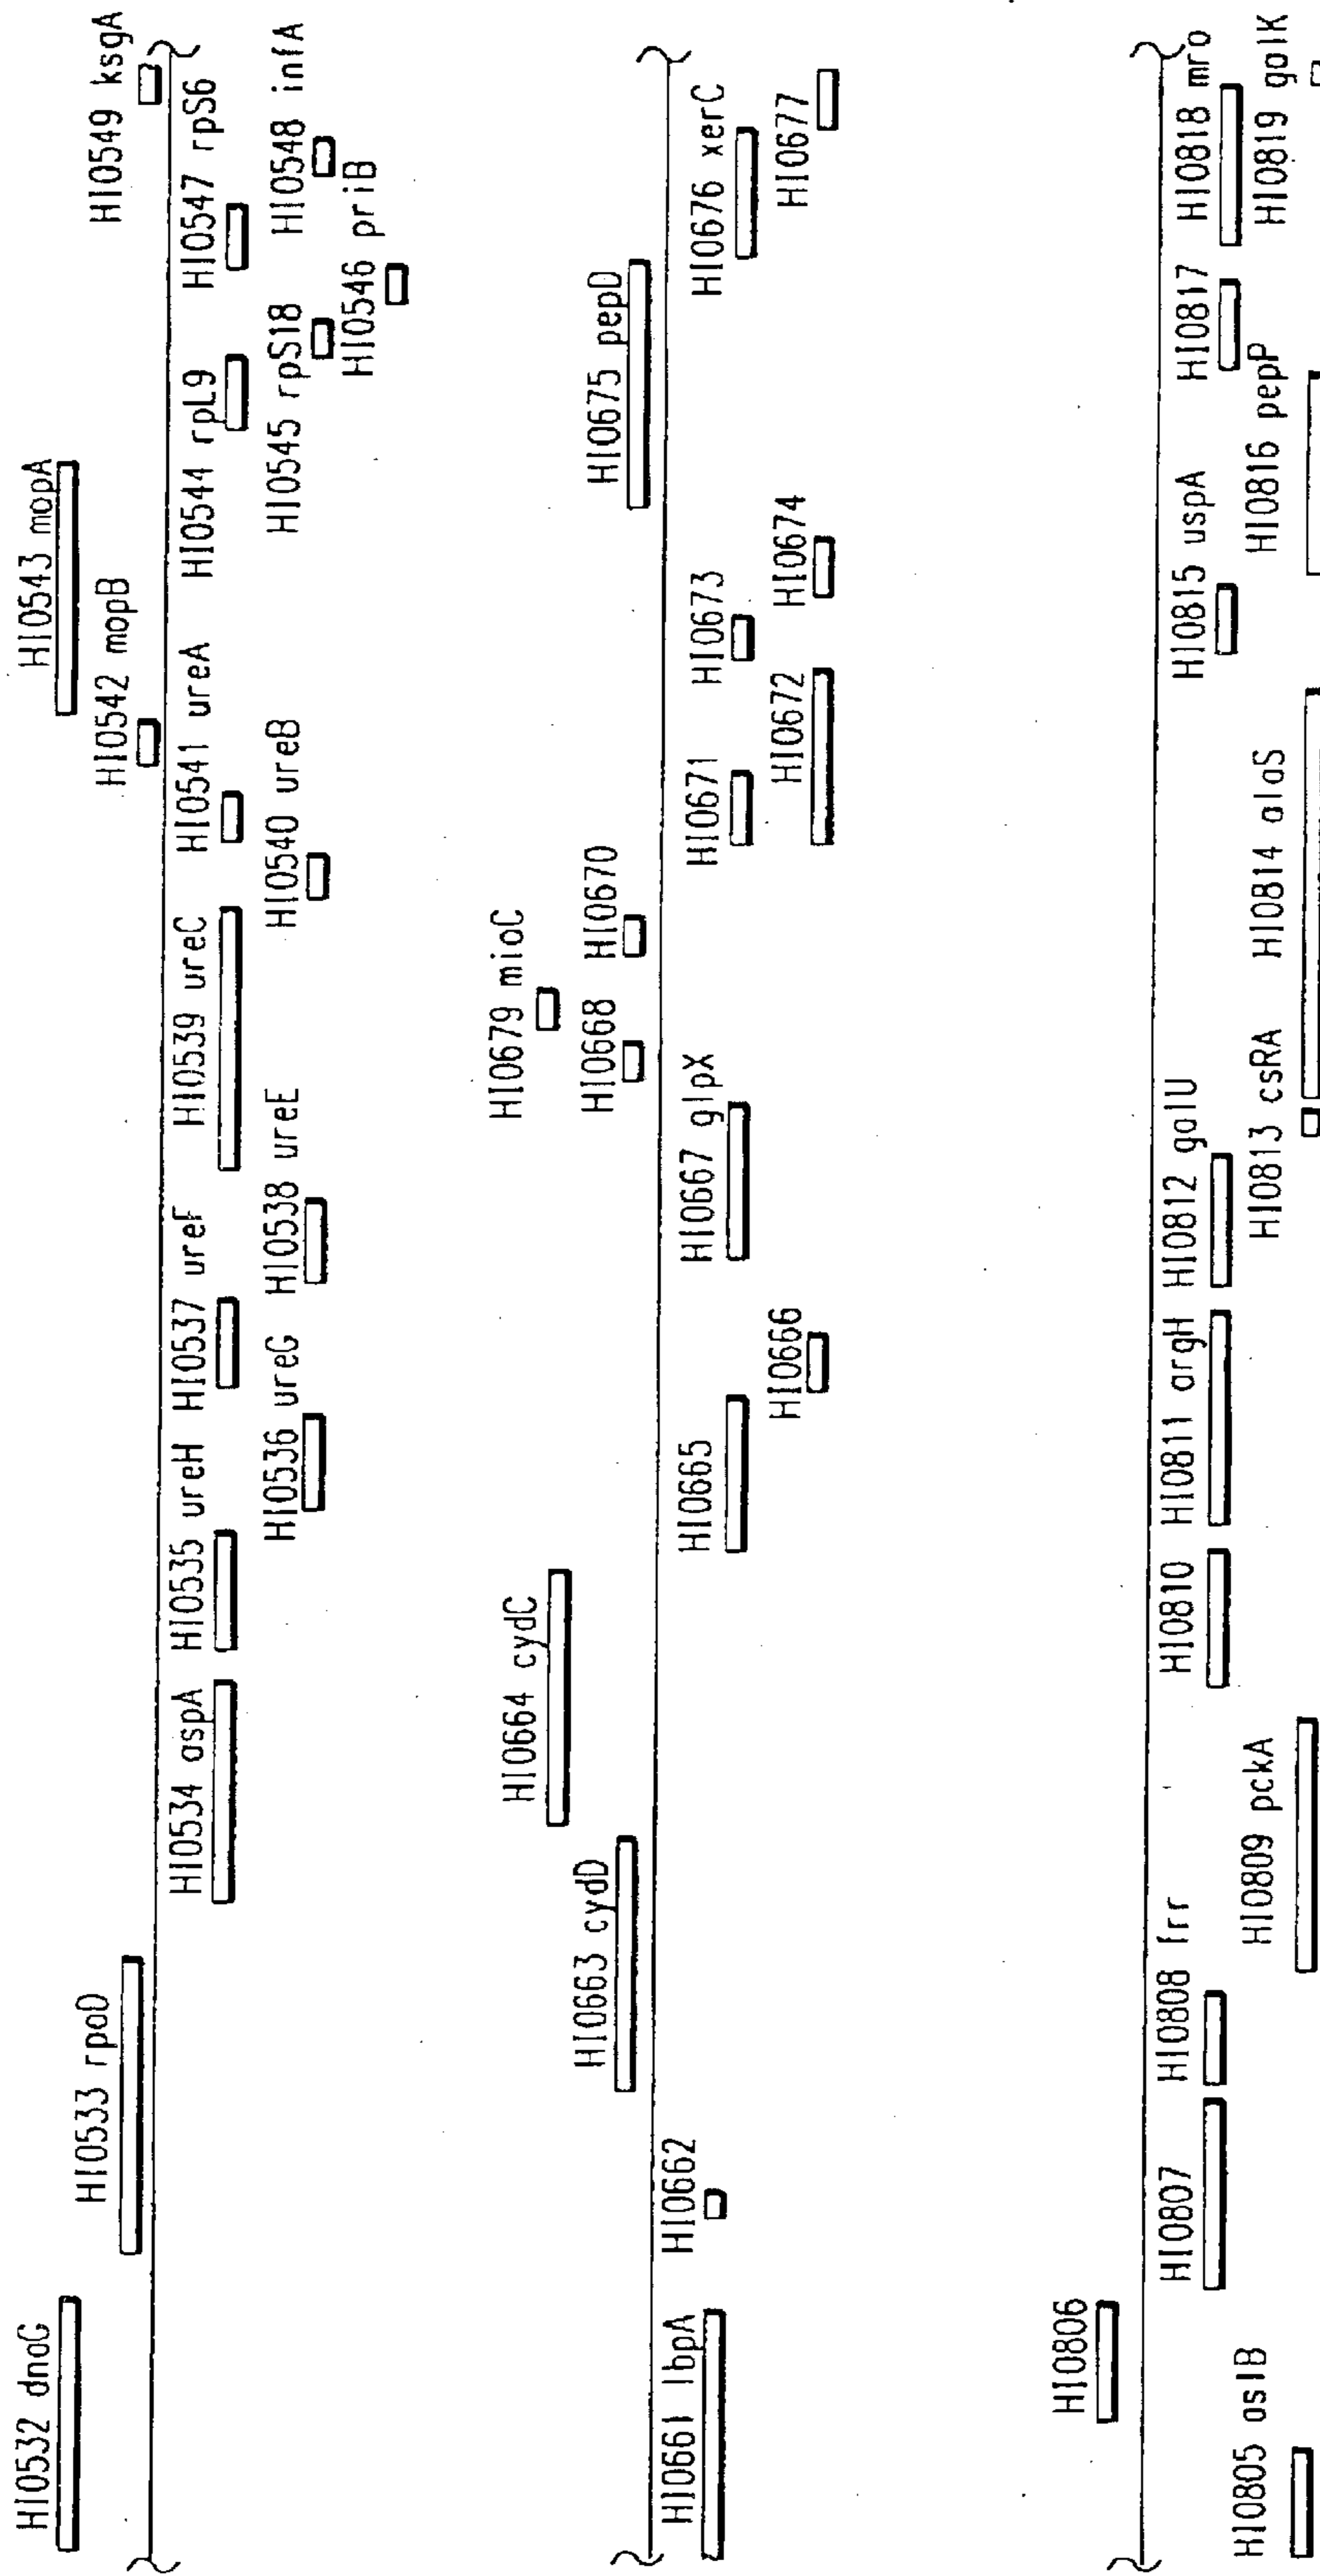 HI0532 dnaG
HI0533 rpoD
HI0534 aspA
HI0535 ureH
HI0536 ureG
HI0537 ureF
HI0538 ureE
HI0539 ureC
HI0540 ureB
HI0541 ureA
HI0542 mopB
HI0543 mopA
HI0544 rpL9
HI0545 rpS18
HI0546 priB
HI0547 rpS6
HI0548 infA
HI0549 ksgA
HI0661 lbpA
HI0662
HI0663 cydD
HI0664 cydC
HI0665
HI0666
HI0667 glpX
HI0668
HI0679 mioC
HI0670
HI0671
HI0672
HI0673
HI0674
HI0675 pepD
HI0676 xerC
HI0677
HI0805 aslB
HI0806
HI0807
HI0808 frr
HI0809 pckA
HI0810
HI0811 argH
HI0812 galU
HI0813 csRA
HI0814 alaS
HI0815 uspA
HI0816 pepP
HI0817
HI0818 mro
HI0819 galK